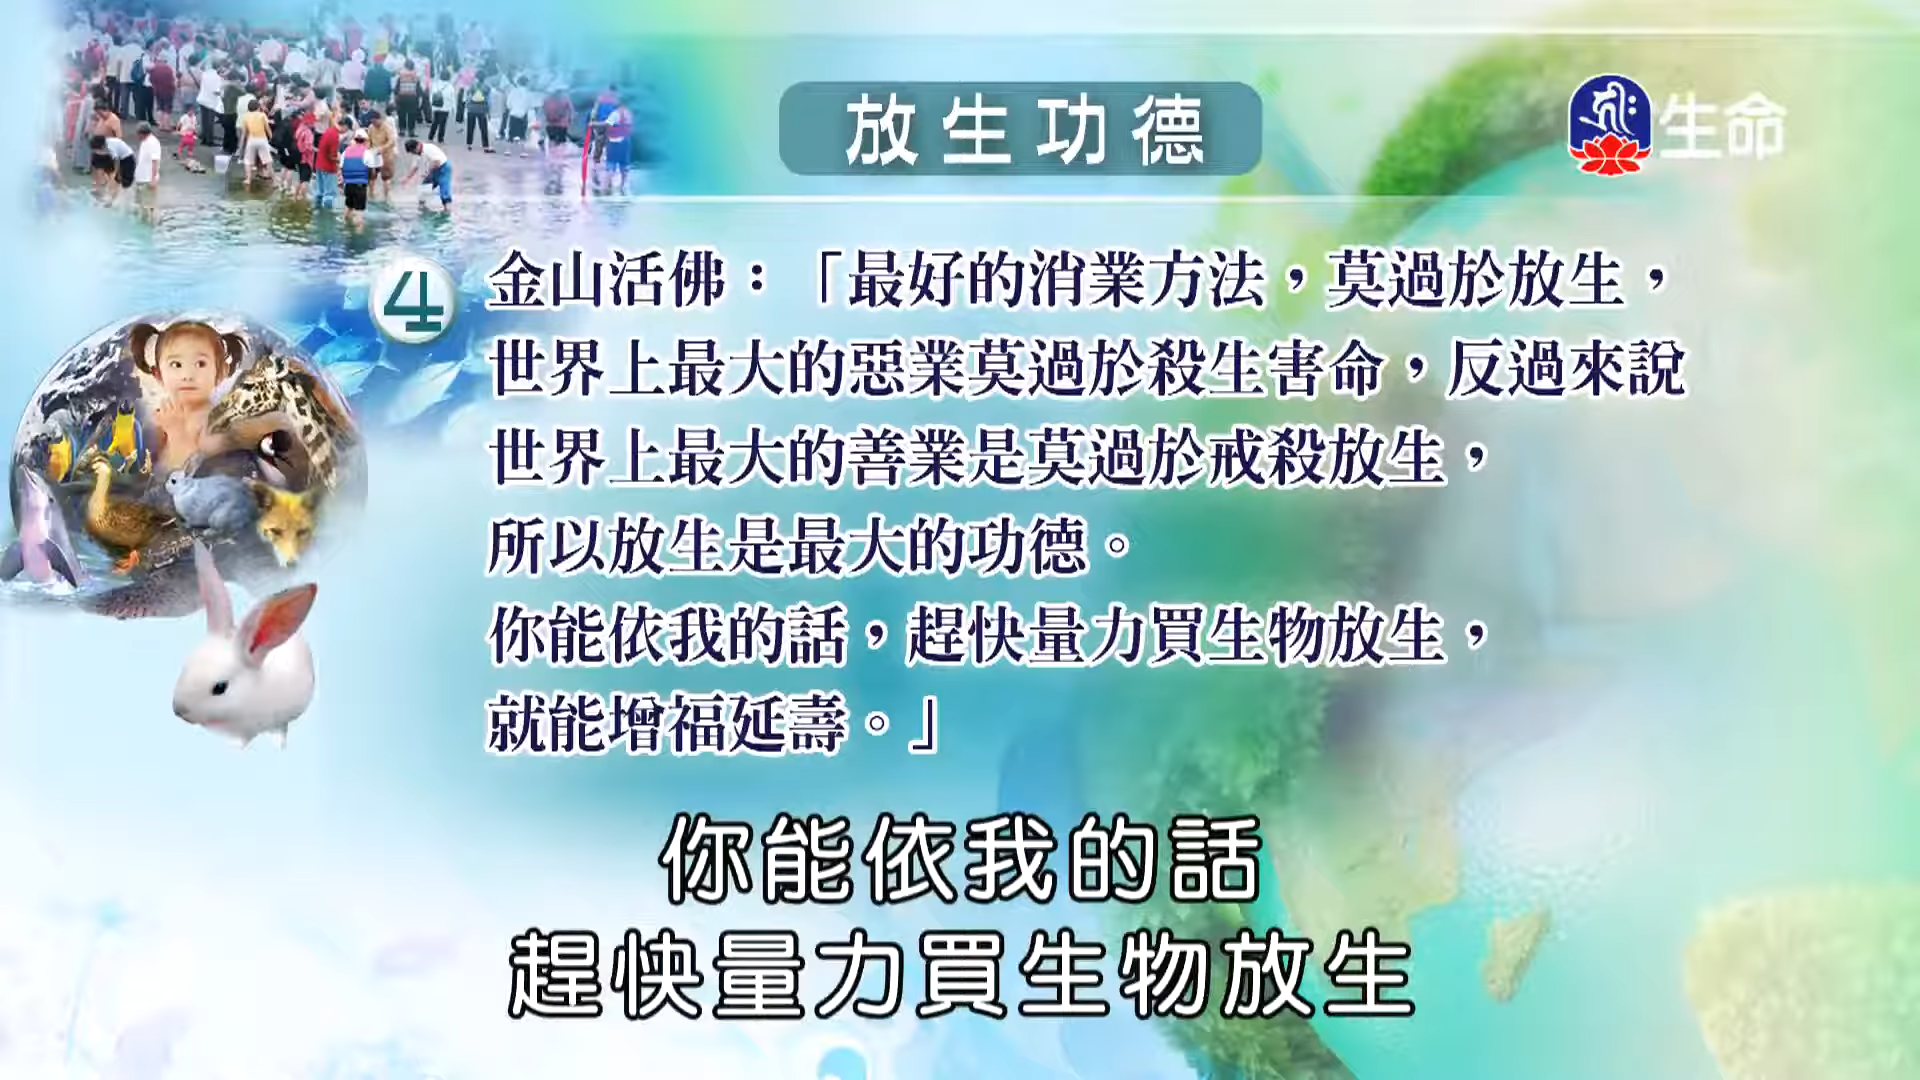 放生功德
生命
4
金山活佛：「最好的消業方法，莫過於放生，
世界上最大的惡業莫過於殺生害命，反過來說
世界上最大的善業是莫過於戒殺放生，
所以放生是最大的功德。
你能依我的話，趕快量力買生物放生，
就能增福延壽。」
你能依我的話
趕快量力買生物放生